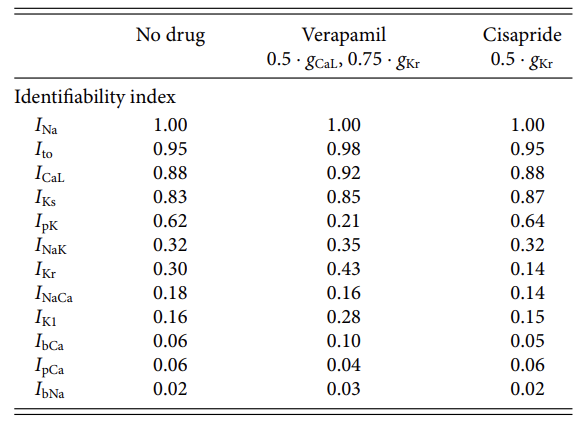 No drug Verapamil Cisapride
0.5 · gCaL, 0.75 · gKr 0.5 · gKr
Identifiability index
INa 1.00 1.00 1.00
Ito 0.95 0.98 0.95
ICaL 0.88 0.92 0.88
IKs 0.83 0.85 0.87
IpK 0.62 0.21 0.64
INaK 0.32 0.35 0.32
IKr 0.30 0.43 0.14
INaCa 0.18 0.16 0.14
IK1 0.16 0.28 0.15
IbCa 0.06 0.10 0.05
IpCa 0.06 0.04 0.06
IbNa 0.02 0.03 0.02